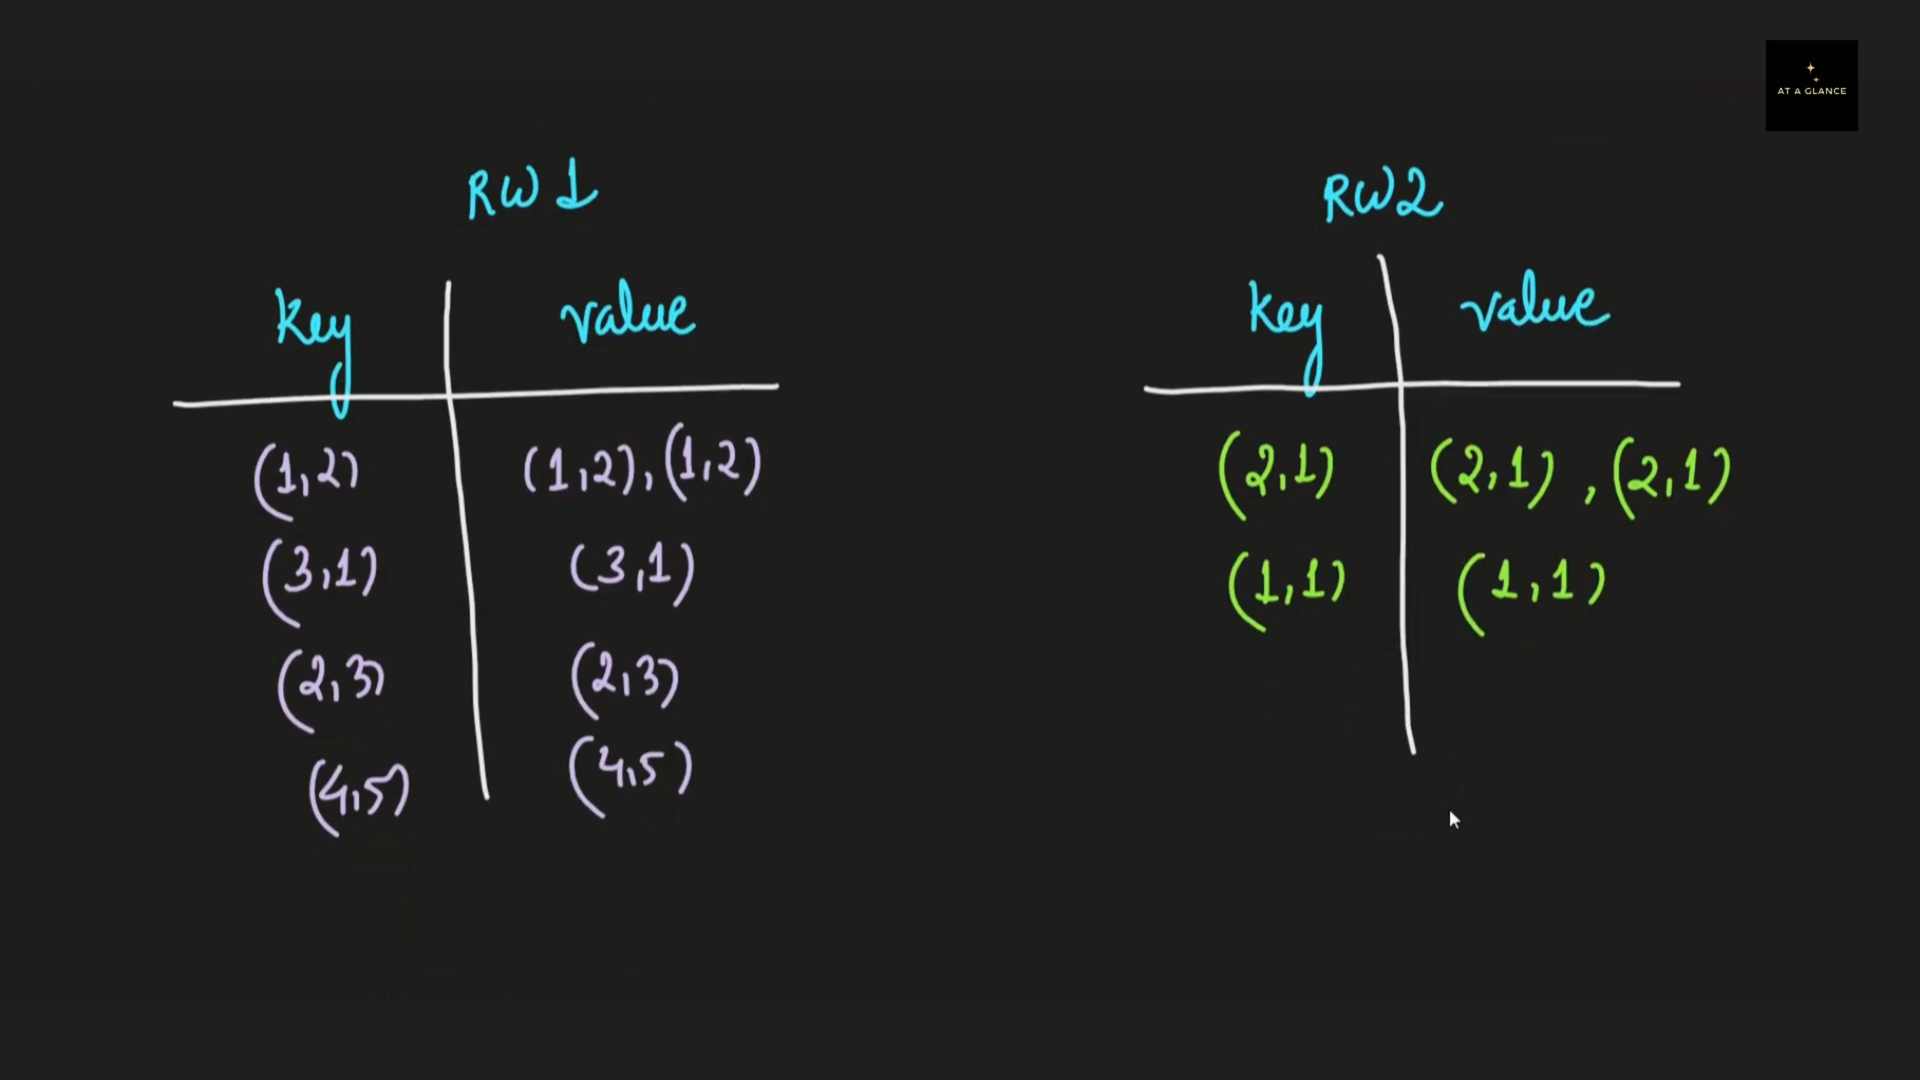 AT A GLANCE
RW 1
key value
(1,2) (1,2), (1,2)
(3,1) (3,1)
(2,3) (2,3)
(4,5) (4,5)
RW2
key value
(2,1) (2,1) , (2,1)
(1,1) (1,1)